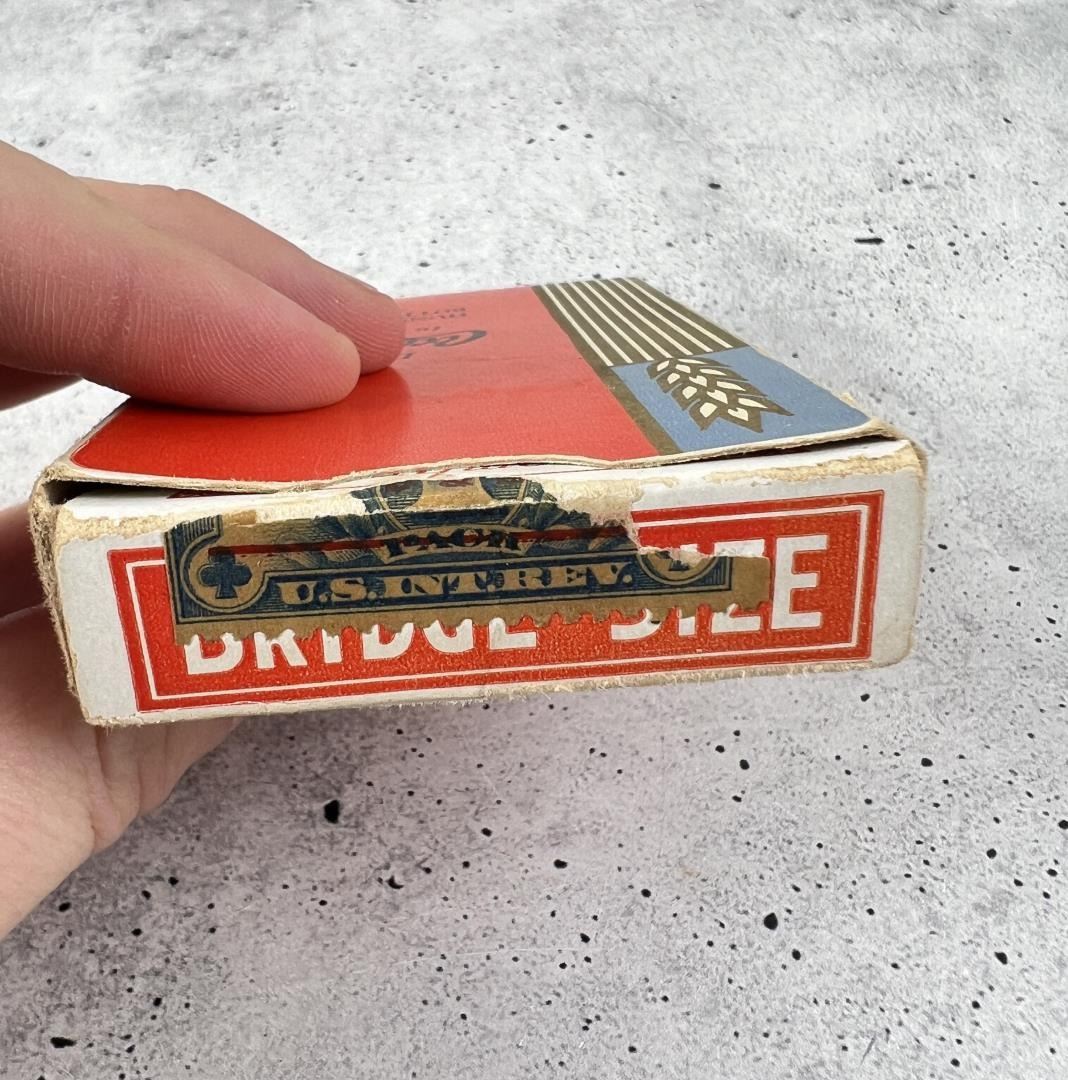 PACK
U.S. INT. REV.
BRIDGE SIZE